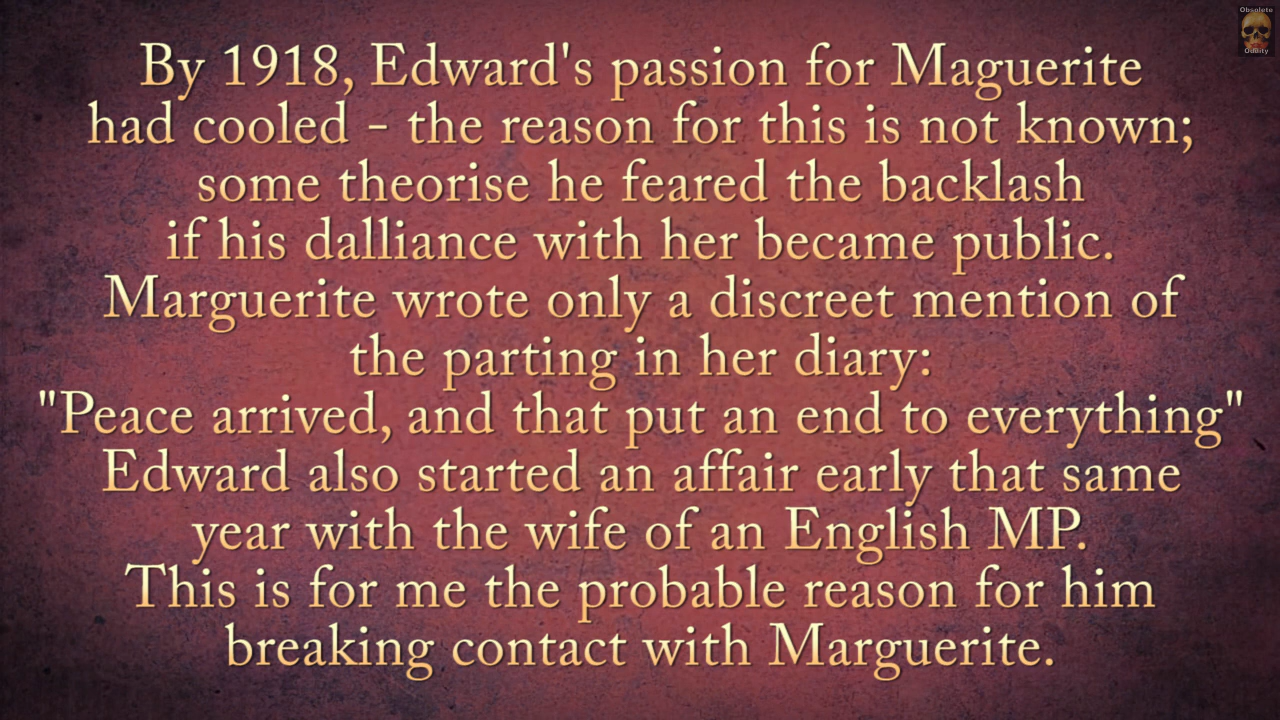 Obsolete
Oddity
By 1918, Edward's passion for Maguerite
had cooled - the reason for this is not known;
some theorise he feared the backlash
if his dalliance with her became public.
Marguerite wrote only a discreet mention of
the parting in her diary:
"Peace arrived, and that put an end to everything"
Edward also started an affair early that same
year with the wife of an English MP.
This is for me the probable reason for him
breaking contact with Marguerite.